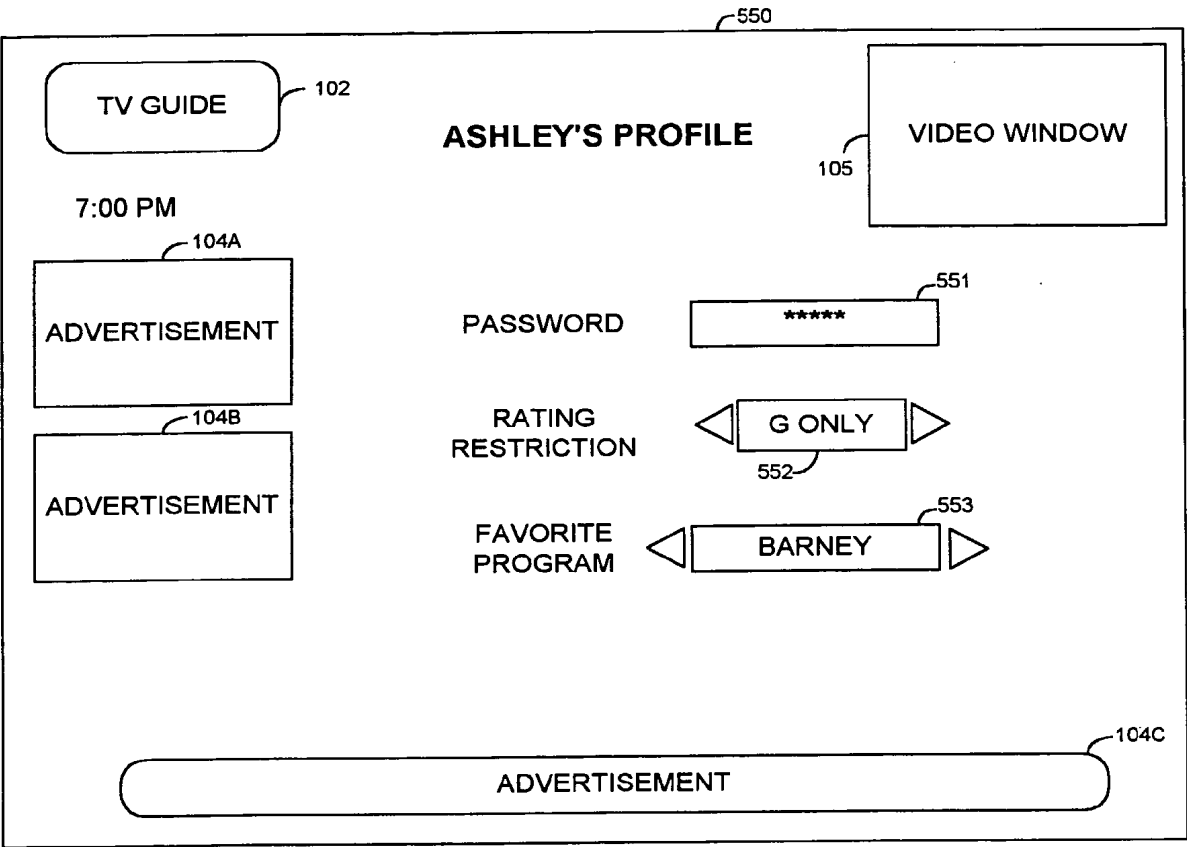 550
TV GUIDE
102
ASHLEY'S PROFILE
VIDEO WINDOW
105
7:00 PM
104A
ADVERTISEMENT
551
PASSWORD
*****
104B
ADVERTISEMENT
RATING
RESTRICTION
G ONLY
552
553
FAVORITE
PROGRAM
BARNEY
104C
ADVERTISEMENT